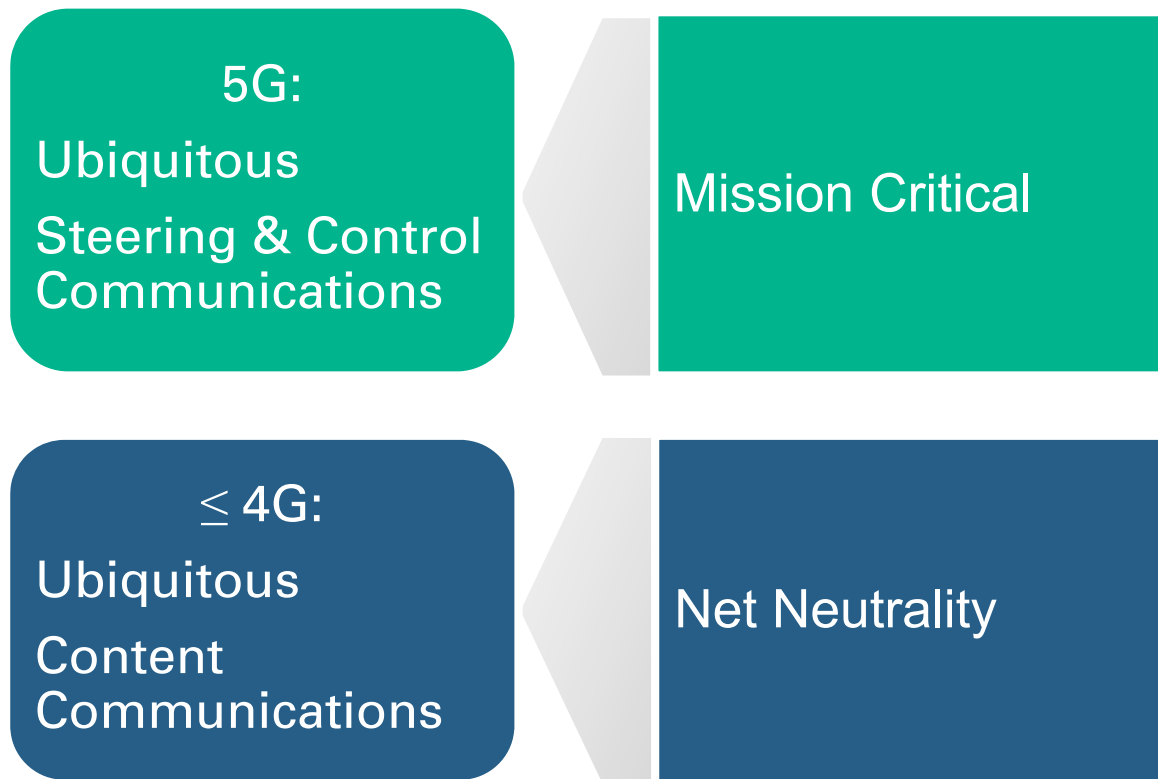 5G:
Ubiquitous
Steering & Control
Communications
Mission Critical
≤ 4G:
Ubiquitous
Content
Communications
Net Neutrality